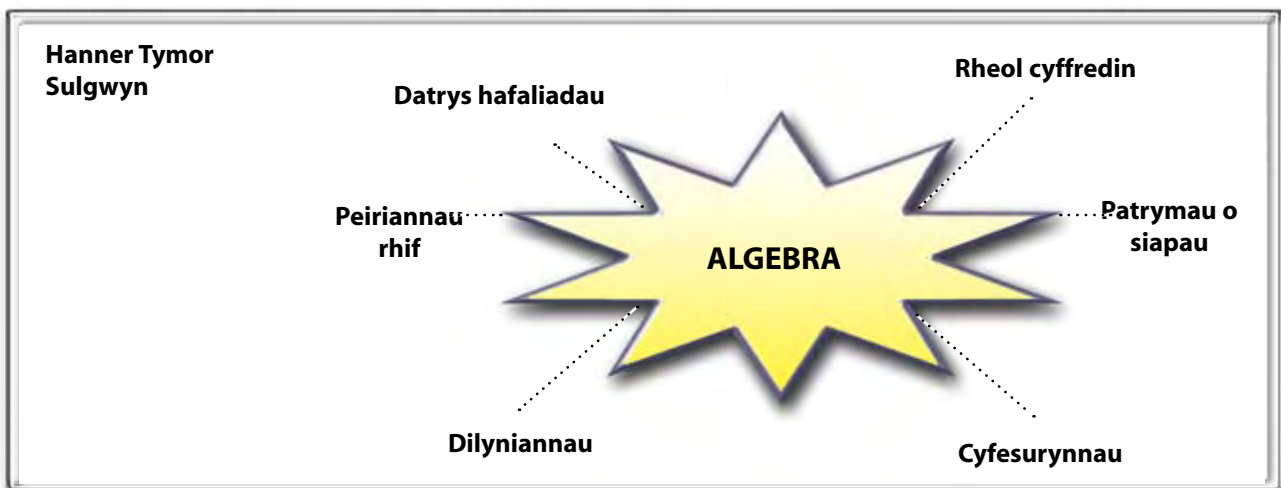 Hanner Tymor
Sulgwyn
Rheol cyffredin
Datrys hafaliadau
Peiriannau
rhif
ALGEBRA
Patrymau o
siapau
Dilyniannau
Cyfesurynnau